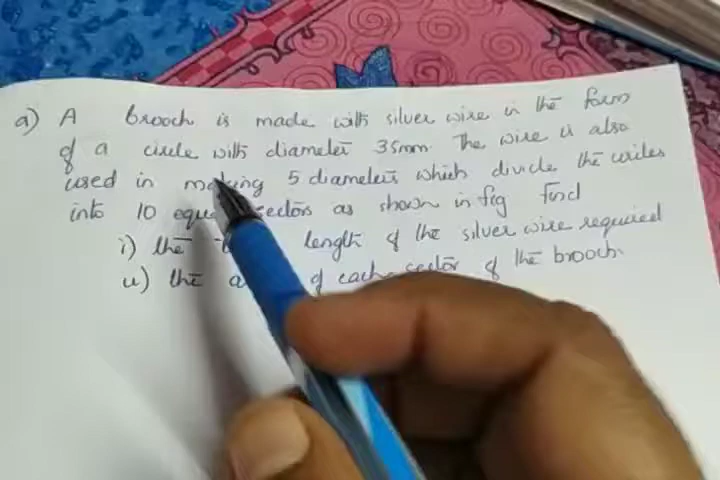 a) A brooch is made with silver wire in the form
of a circle with diameter 35mm. The wire is also
used in making 5 diameters which divide the circles
into 10 equal sectors as shown in fig find
i) the length of the silver wire required
ii) the of each sector of the brooch.